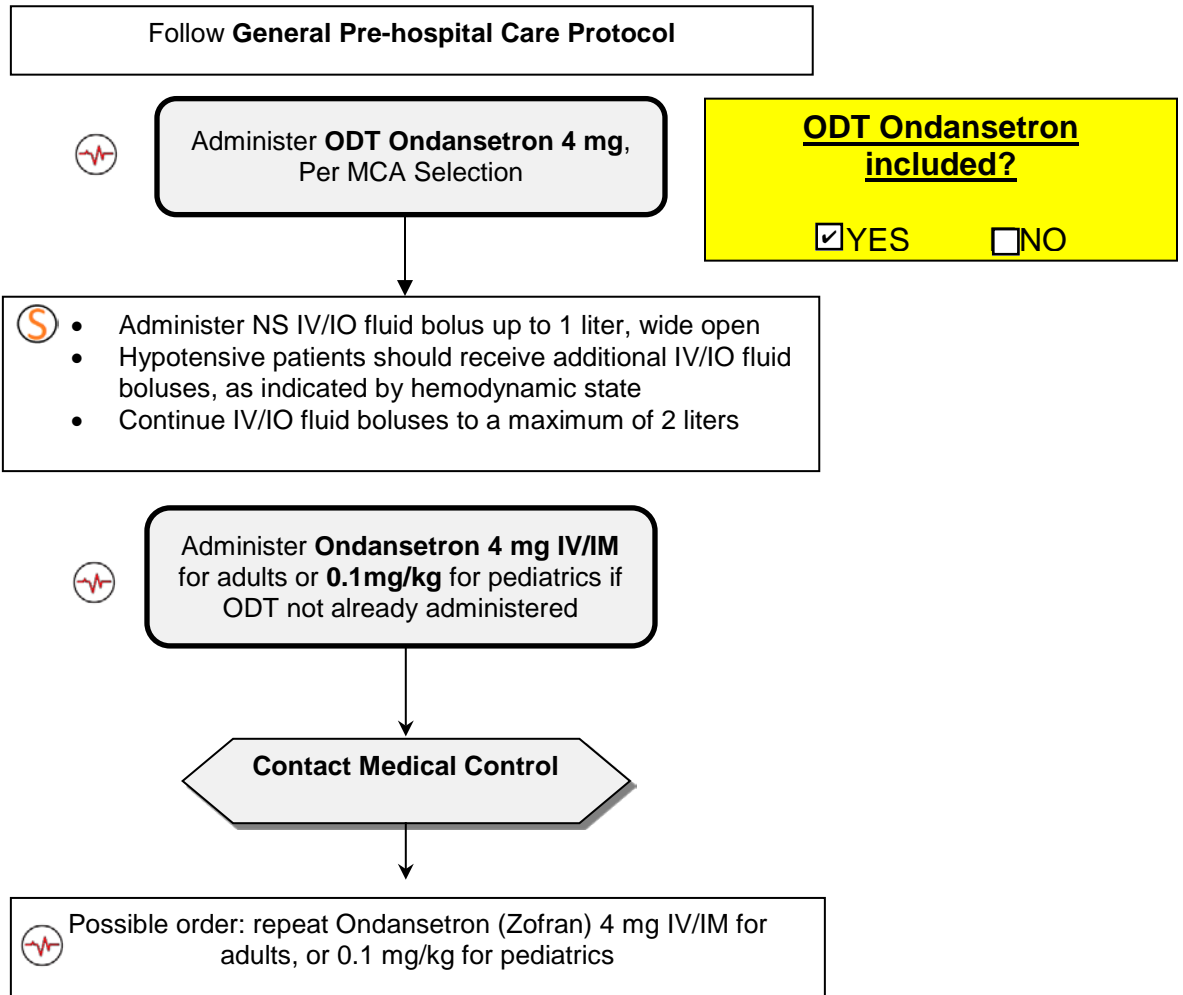 Follow General Pre-hospital Care Protocol
Administer ODT Ondansetron 4 mg,
Per MCA Selection
ODT Ondansetron
included?
☑YES ☐NO
S
• Administer NS IV/IO fluid bolus up to 1 liter, wide open
• Hypotensive patients should receive additional IV/IO fluid
boluses, as indicated by hemodynamic state
• Continue IV/IO fluid boluses to a maximum of 2 liters
Administer Ondansetron 4 mg IV/IM
for adults or 0.1mg/kg for pediatrics if
ODT not already administered
Contact Medical Control
Possible order: repeat Ondansetron (Zofran) 4 mg IV/IM for
adults, or 0.1 mg/kg for pediatrics